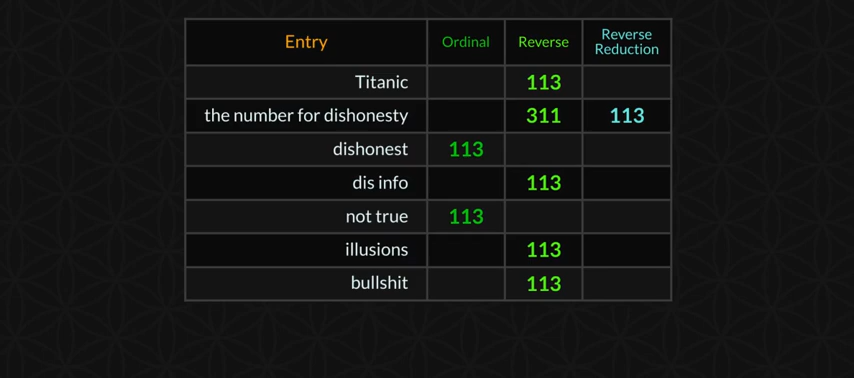 Entry Ordinal Reverse Reverse Reduction
Titanic 113
the number for dishonesty 311 113
dishonest 113
dis info 113
not true 113
illusions 113
bullshit 113